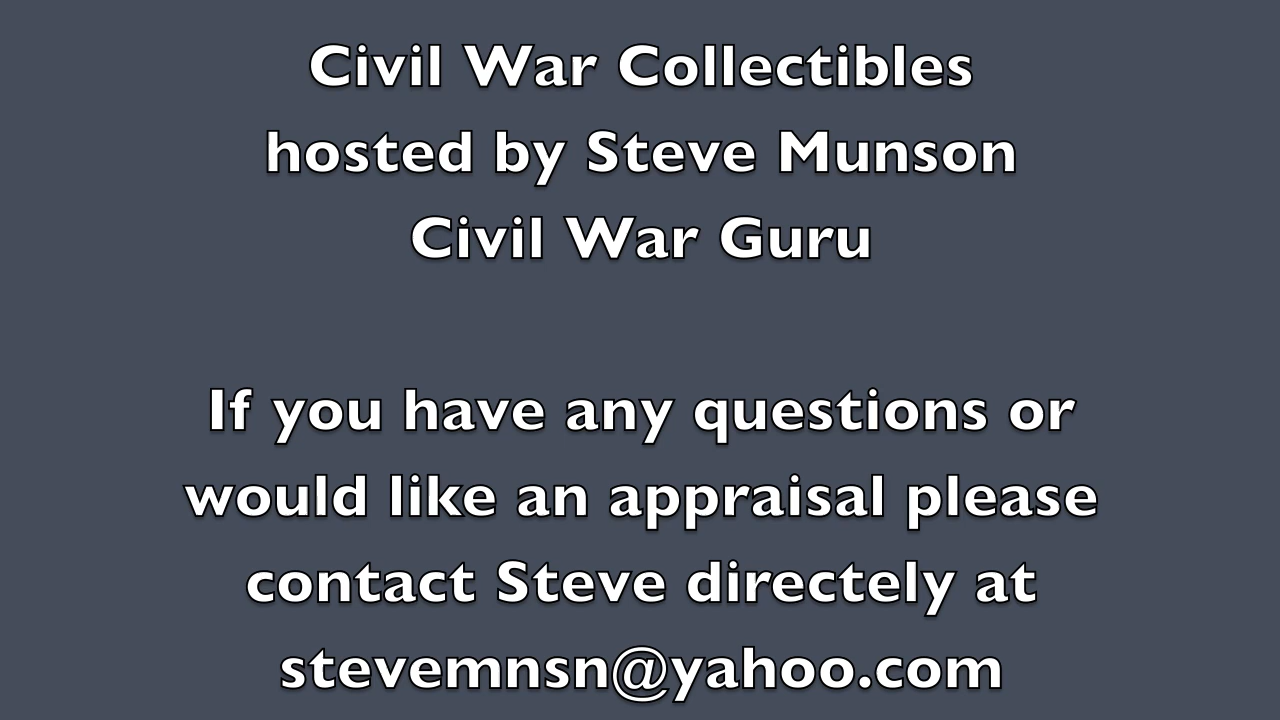 Civil War Collectibles
hosted by Steve Munson
Civil War Guru
If you have any questions or
would like an appraisal please
contact Steve directely at
stevemnsn@yahoo.com